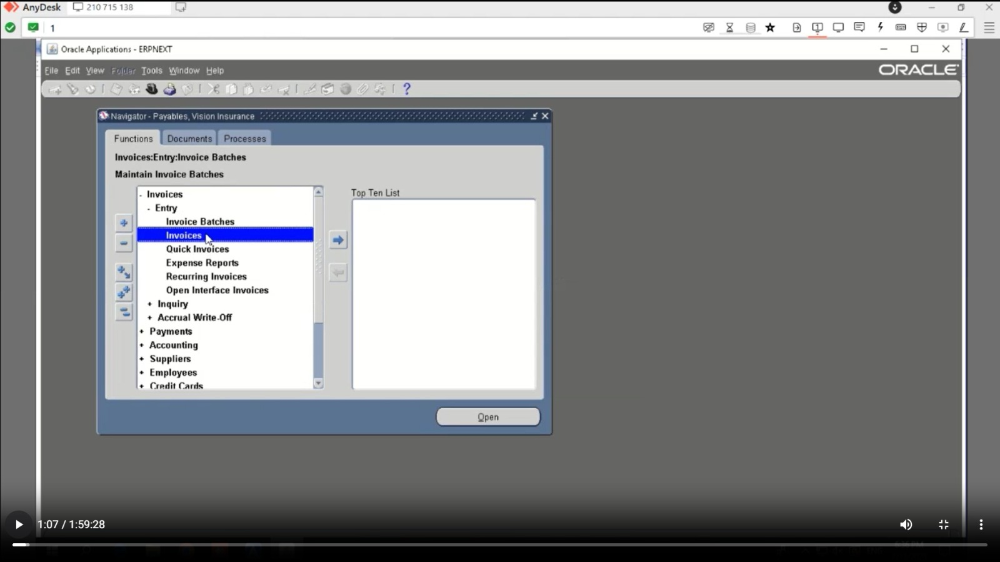 AnyDesk
210 715 138
1
Oracle Applications - ERPNEXT
File Edit View Folder Tools Window Help
ORACLE
Navigator - Payables, Vision Insurance
Functions Documents Processes
Invoices:Entry:Invoice Batches
Maintain Invoice Batches
- Invoices
- Entry
Invoice Batches
Invoices
Quick Invoices
Expense Reports
Recurring Invoices
Open Interface Invoices
+ Inquiry
+ Accrual Write-Off
+ Payments
+ Accounting
+ Suppliers
+ Employees
+ Credit Cards
Top Ten List
Open
1:07 / 1:59:28